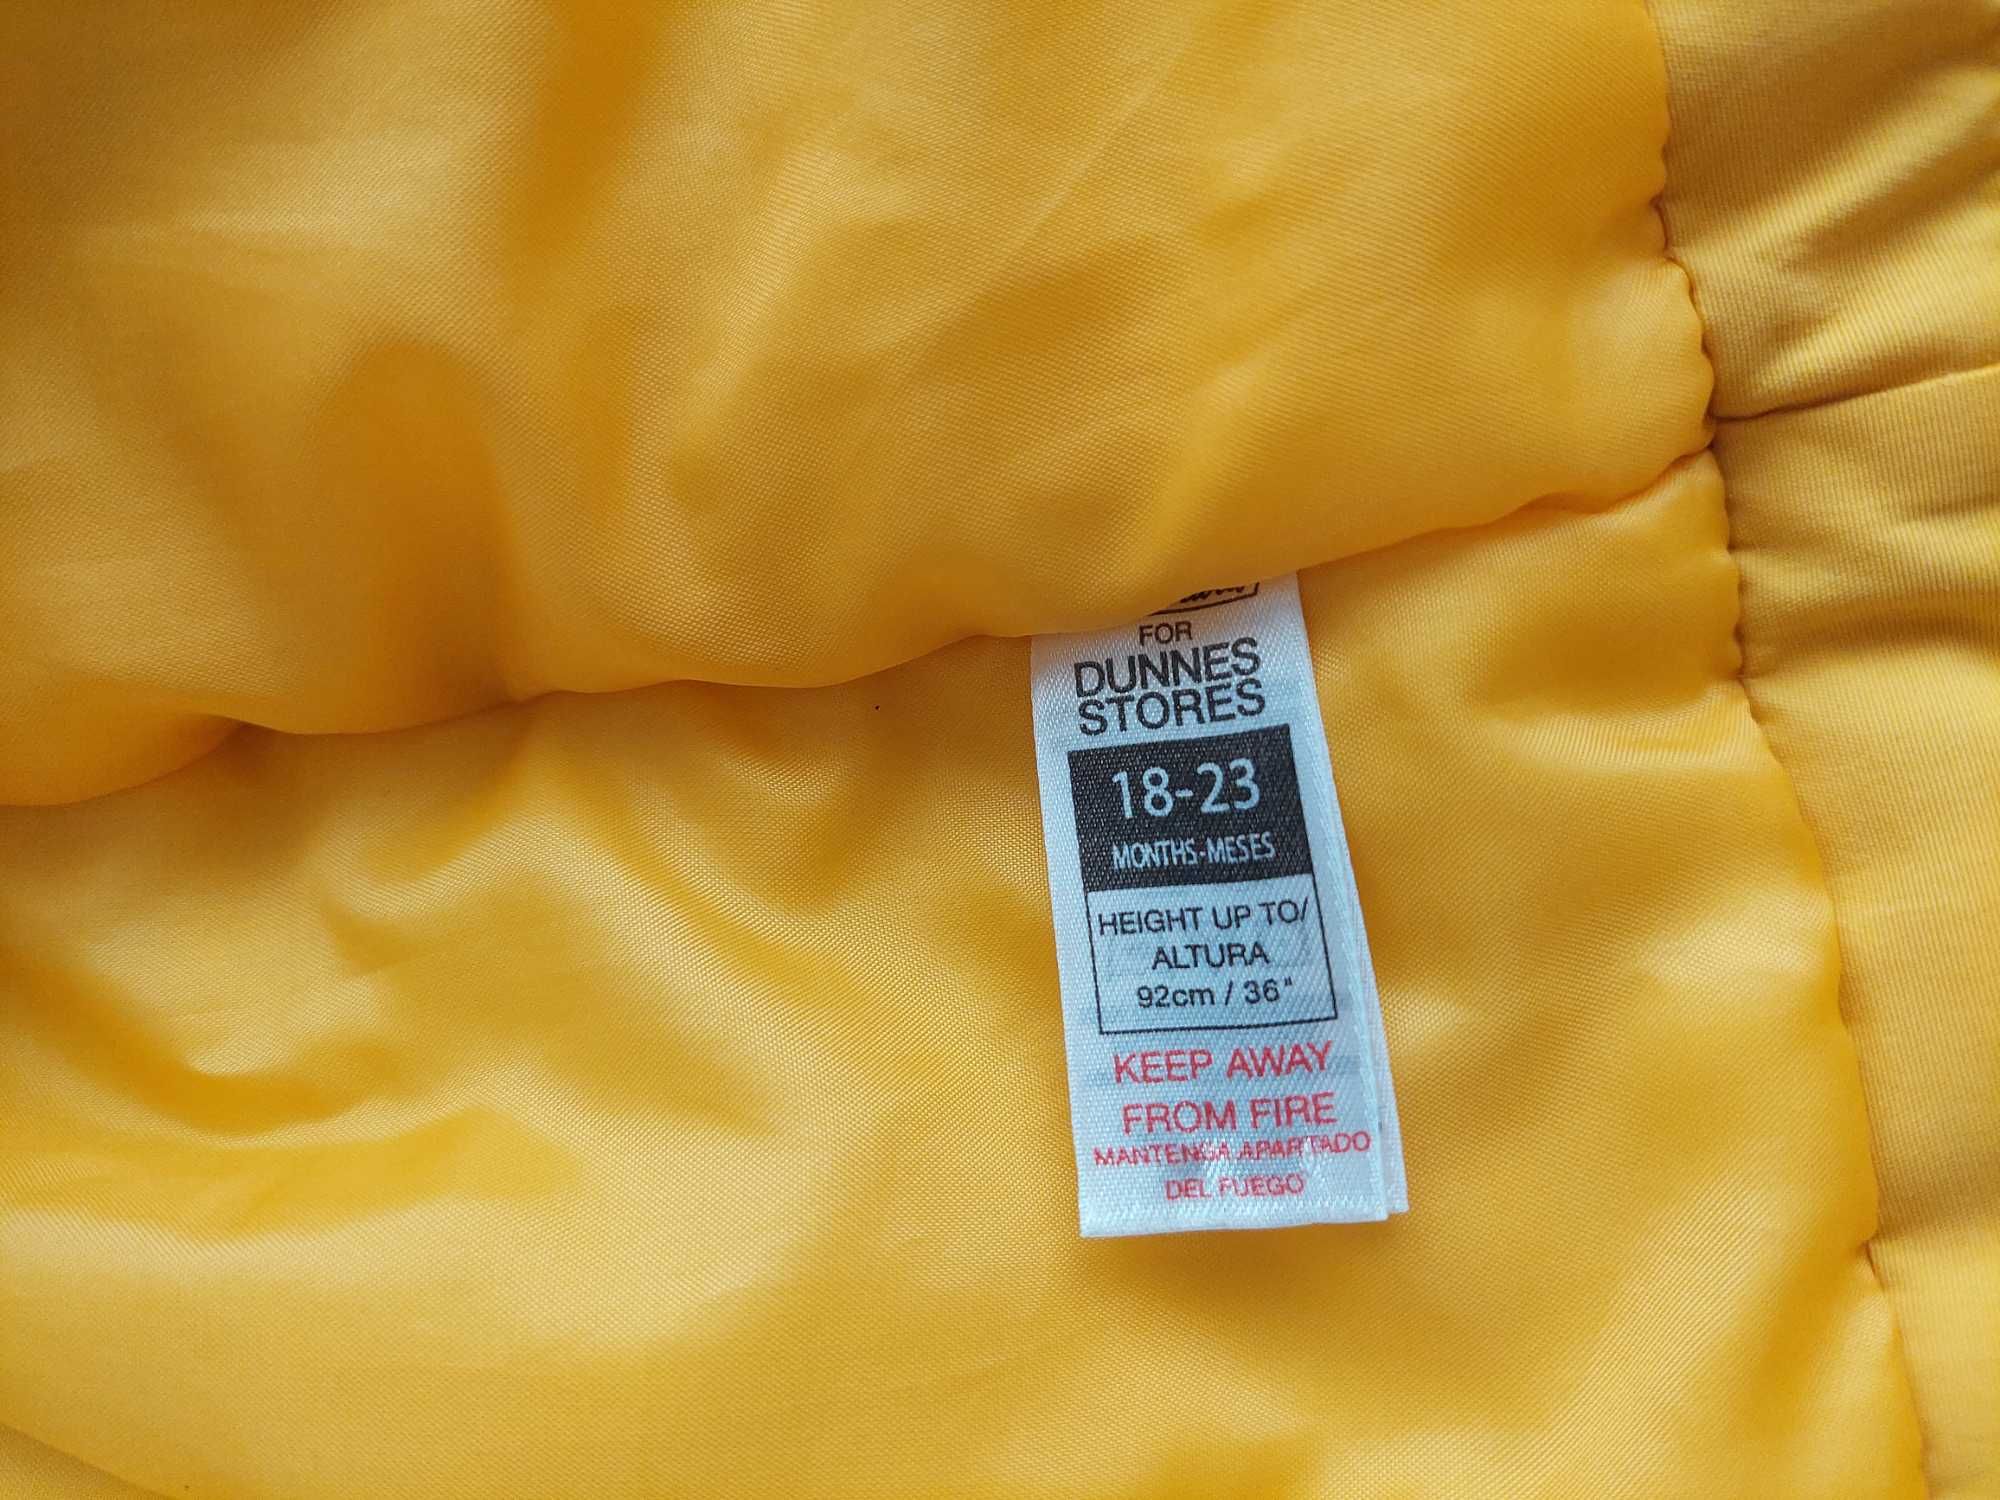 FOR
DUNNES
STORES
18-23
MONTHS-MESES
HEIGHT UP TO/
ALTURA
92cm / 36"
KEEP AWAY
FROM FIRE
MANTENGA APARTADO
DEL FUEGO